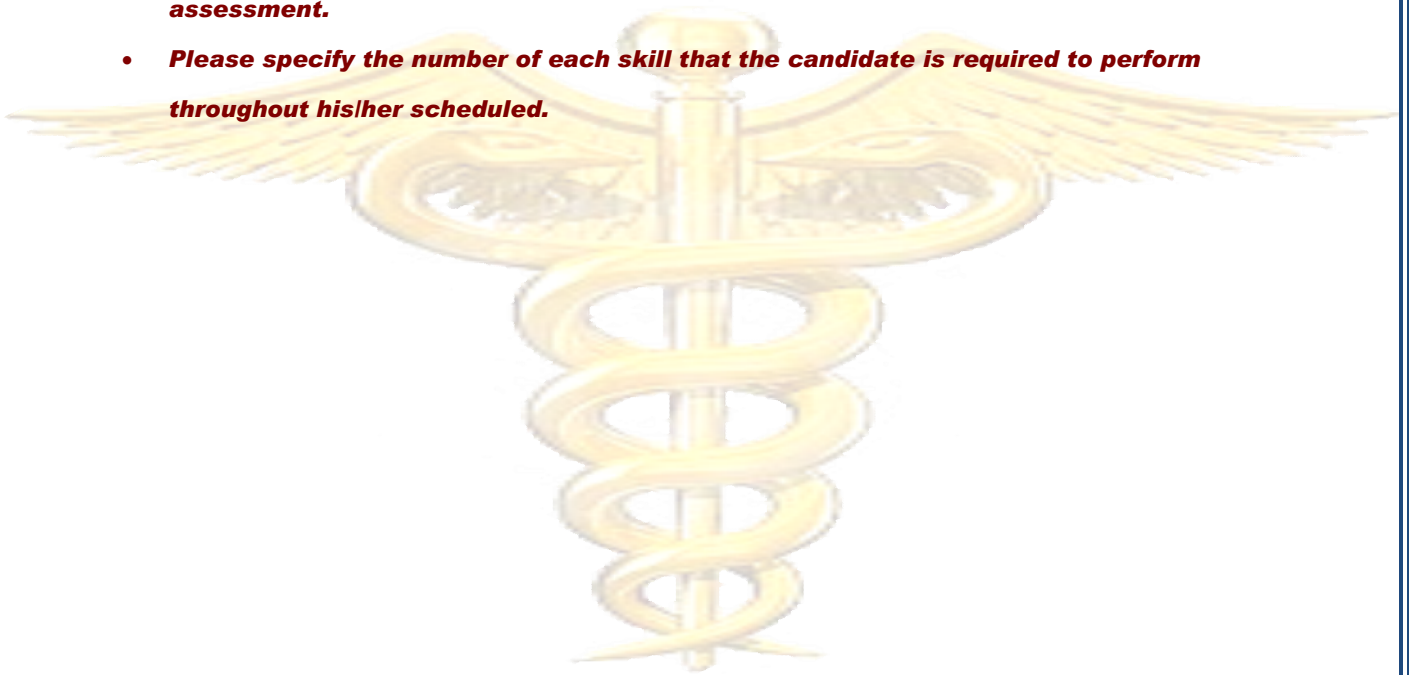 assessment.
• Please specify the number of each skill that the candidate is required to perform
throughout his/her scheduled.